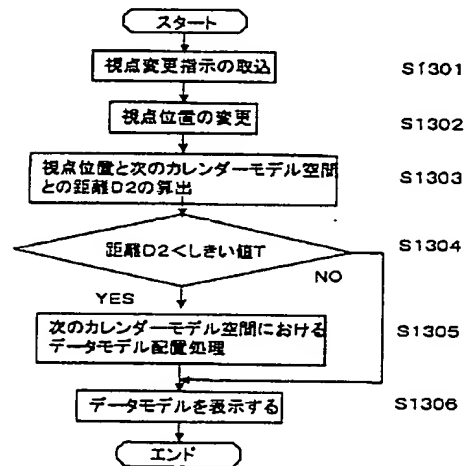 スタート
視点変更指示の取込
S1301
視点位置の変更
S1302
視点位置と次のカレンダーモデル空間
との距離D2の算出
S1303
距離D2<しきい値T
S1304
NO
YES
次のカレンダーモデル空間における
データモデル配置処理
S1305
データモデルを表示する
S1306
エンド